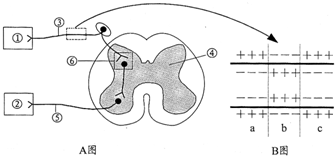 ①
③
⑥
④
②
⑤
A图
+++ --- +++
--- +++ ---
--- +++ ---
+++ --- +++
a b c
B图